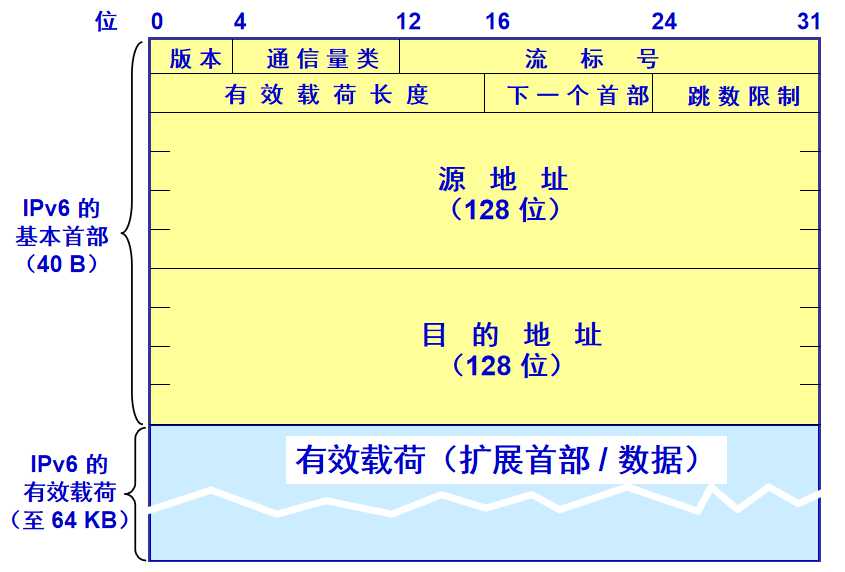 位 0 4 12 16 24 31
版本 通信量类 流标号
有效载荷长度 下一个首部 跳数限制
源地址
（128 位）
IPv6 的
基本首部
（40 B）
目的地址
（128 位）
有效载荷（扩展首部 / 数据）
IPv6 的
有效载荷
（至 64 KB）